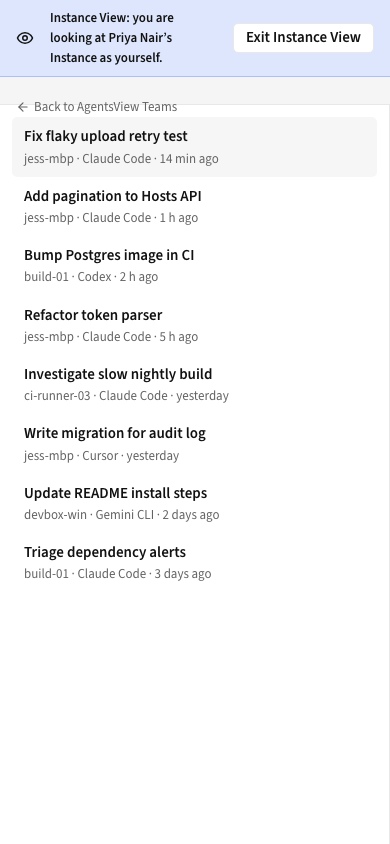 Instance View: you are
looking at Priya Nair's
Instance as yourself.
Exit Instance View
Back to AgentsView Teams
Fix flaky upload retry test
jess-mbp · Claude Code · 14 min ago
Add pagination to Hosts API
jess-mbp · Claude Code · 1 h ago
Bump Postgres image in CI
build-01 · Codex · 2 h ago
Refactor token parser
jess-mbp · Claude Code · 5 h ago
Investigate slow nightly build
ci-runner-03 · Claude Code · yesterday
Write migration for audit log
jess-mbp · Cursor · yesterday
Update README install steps
devbox-win · Gemini CLI · 2 days ago
Triage dependency alerts
build-01 · Claude Code · 3 days ago